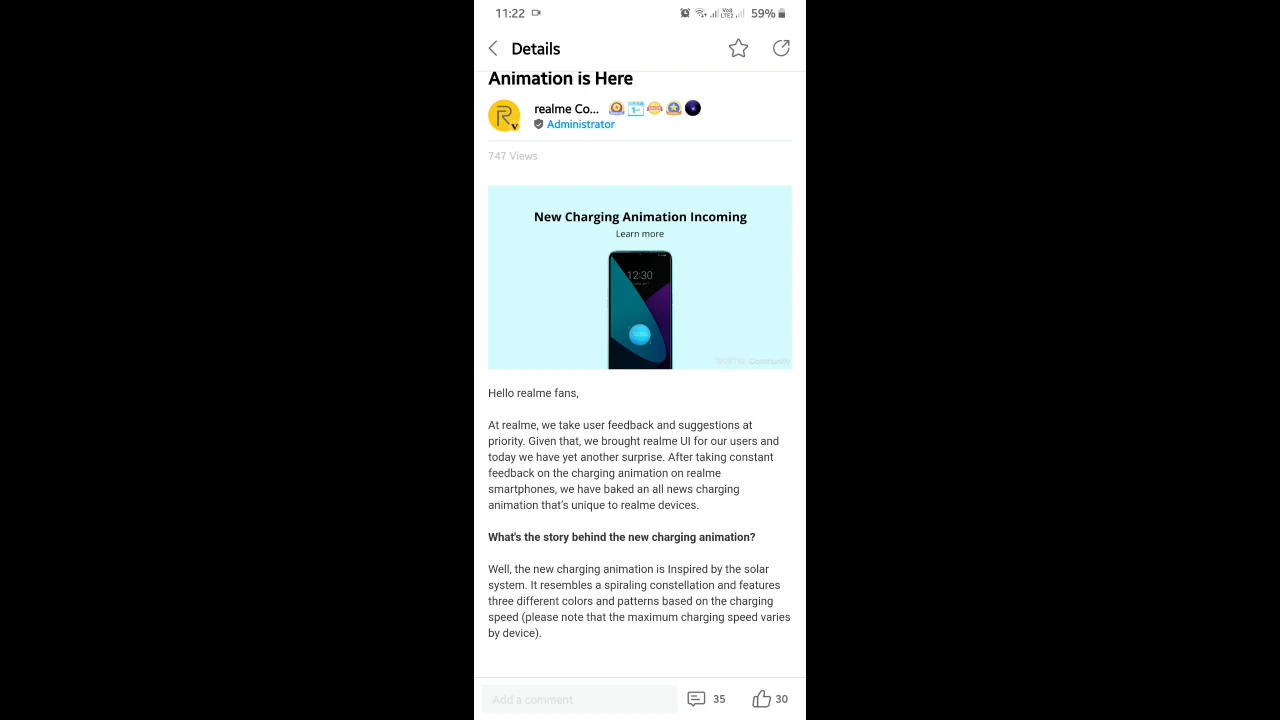 11:22
Vo))
LTE2
59%
Details
Animation is Here
realme Co...
Administrator
747 Views
New Charging Animation Incoming
Learn more
12:30
Community
Hello realme fans,
At realme, we take user feedback and suggestions at
priority. Given that, we brought realme UI for our users and
today we have yet another surprise. After taking constant
feedback on the charging animation on realme
smartphones, we have baked an all news charging
animation that's unique to realme devices.
What's the story behind the new charging animation?
Well, the new charging animation is Inspired by the solar
system. It resembles a spiraling constellation and features
three different colors and patterns based on the charging
speed (please note that the maximum charging speed varies
by device).
Add a comment
35
30